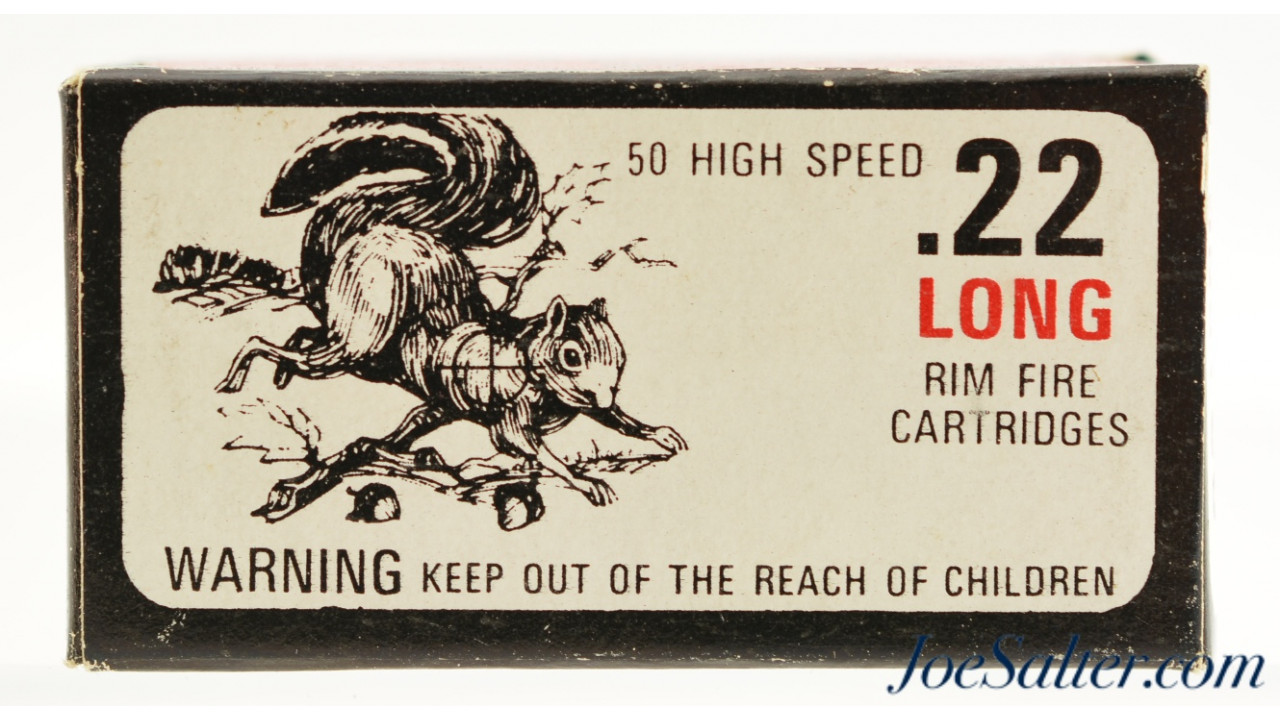 50 HIGH SPEED .22
LONG
RIM FIRE
CARTRIDGES
WARNING KEEP OUT OF THE REACH OF CHILDREN
JoeSalter.com